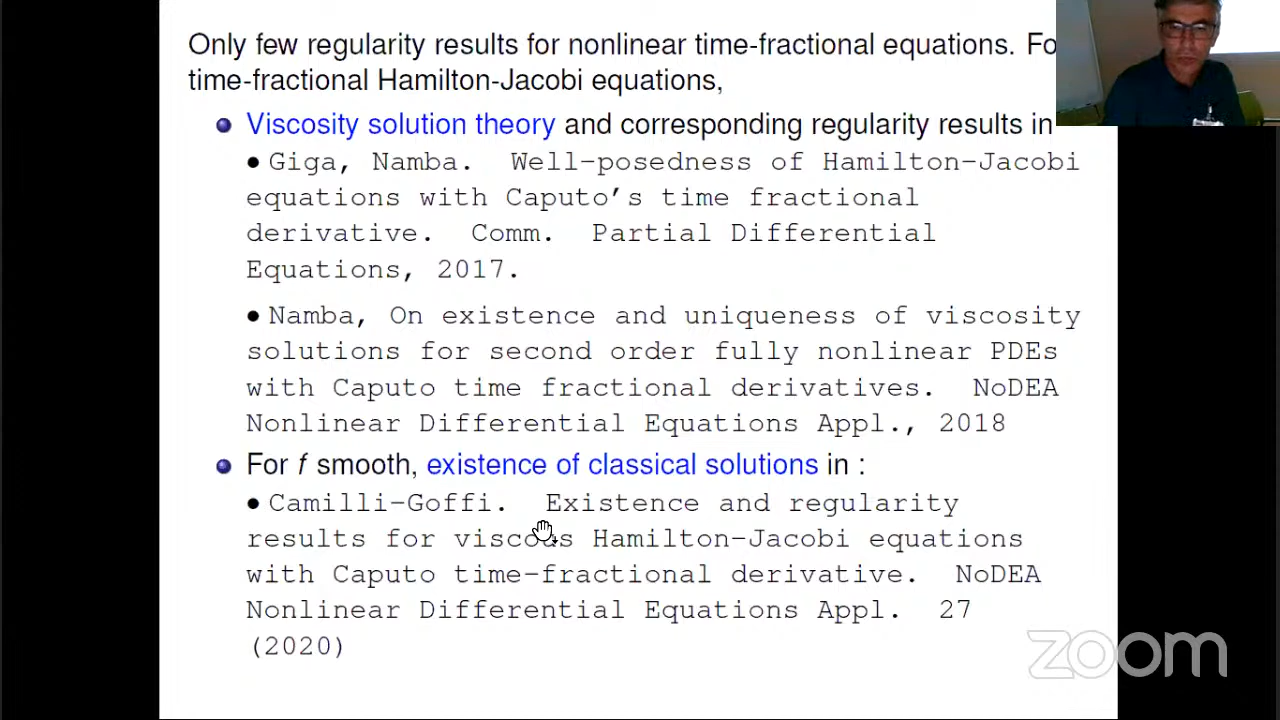 Only few regularity results for nonlinear time-fractional equations. Fo
time-fractional Hamilton-Jacobi equations,
Viscosity solution theory and corresponding regularity results in
• Giga, Namba. Well-posedness of Hamilton-Jacobi
equations with Caputo's time fractional
derivative. Comm. Partial Differential
Equations, 2017.
• Namba, On existence and uniqueness of viscosity
solutions for second order fully nonlinear PDEs
with Caputo time fractional derivatives. NoDEA
Nonlinear Differential Equations Appl., 2018
For f smooth, existence of classical solutions in :
• Camilli-Goffi. Existence and regularity
results for viscous Hamilton-Jacobi equations
with Caputo time-fractional derivative. NoDEA
Nonlinear Differential Equations Appl. 27
(2020)
zoom